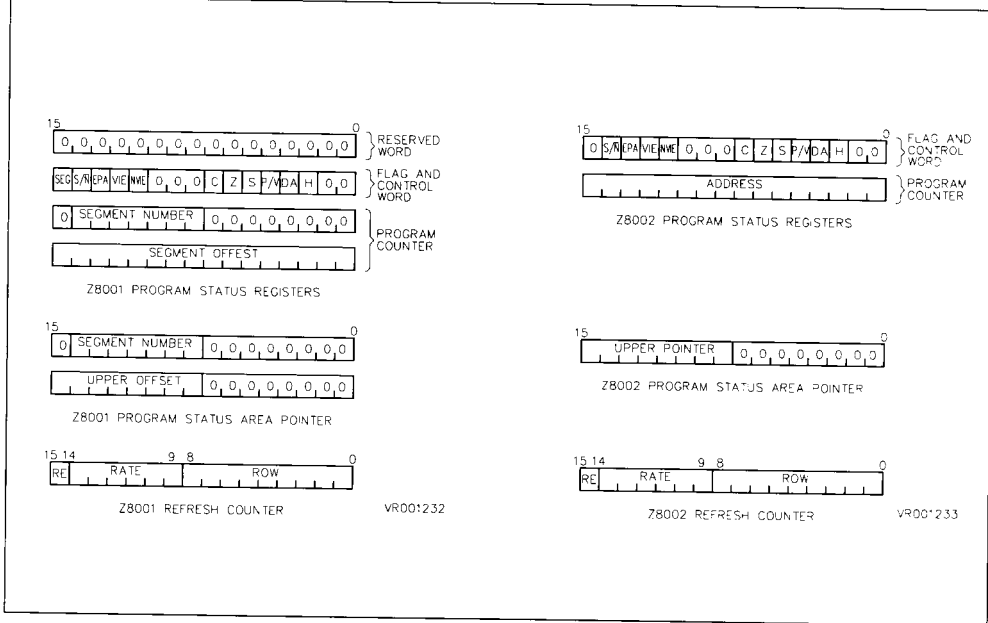 15 0
0 0 0 0 0 0 0 0 0 0 0 0 0 0 0 0 RESERVED WORD
SEG S/N̅ EPA VIE NVIE 0 0 0 C Z S P/V DA H 0 0 FLAG AND CONTROL WORD
0 SEGMENT NUMBER 0 0 0 0 0 0 0 0 PROGRAM COUNTER
SEGMENT OFFEST
Z8001 PROGRAM STATUS REGISTERS
15 0
0 SEGMENT NUMBER 0 0 0 0 0 0 0 0
UPPER OFFSET 0 0 0 0 0 0 0 0
Z8001 PROGRAM STATUS AREA POINTER
15 14 9 8 0
RE RATE ROW
Z8001 REFRESH COUNTER VR001232
15 0
0 S/N̅ EPA VIE NVIE 0 0 0 C Z S P/V DA H 0 0 FLAG AND CONTROL WORD
ADDRESS PROGRAM COUNTER
Z8002 PROGRAM STATUS REGISTERS
15 0
UPPER POINTER 0 0 0 0 0 0 0 0
Z8002 PROGRAM STATUS AREA POINTER
15 14 9 8 0
RE RATE ROW
Z8002 REFRESH COUNTER VR001233